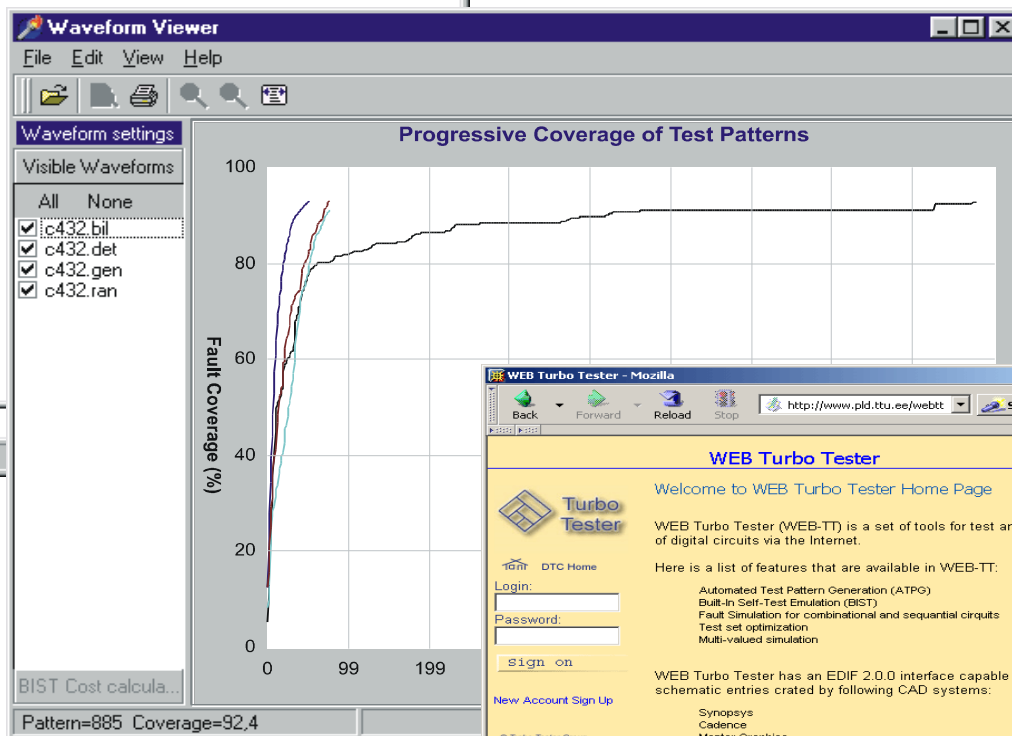 Waveform Viewer
File Edit View Help
Waveform settings
Visible Waveforms
All None
c432.bil
c432.det
c432.gen
c432.ran
BIST Cost calcula...
Pattern=885 Coverage=92,4
Progressive Coverage of Test Patterns
Fault Coverage (%)
100
80
60
40
20
0
0 99 199
WEB Turbo Tester - Mozilla
Back Forward Reload Stop http://www.pld.ttu.ee/webtt
WEB Turbo Tester
Turbo
Tester
DTC Home
Login:
Password:
Sign on
New Account Sign Up
Welcome to WEB Turbo Tester Home Page
WEB Turbo Tester (WEB-TT) is a set of tools for test
of digital circuits via the Internet.
Here is a list of features that are available in WEB-TT:
Automated Test Pattern Generation (ATPG)
Built-In Self-Test Emulation (BIST)
Fault Simulation for combinational and sequantial cirquits
Test set optimization
Multi-valued simulation
WEB Turbo Tester has an EDIF 2.0.0 interface capable
schematic entries crated by following CAD systems:
Synopsys
Cadence